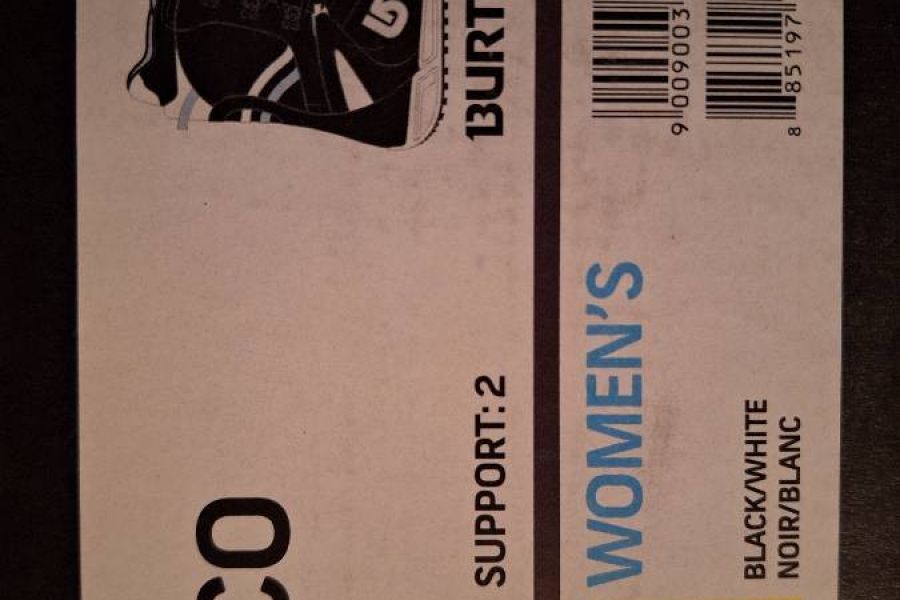 CO
SUPPORT: 2
BURT
WOMEN'S
BLACK/WHITE
NOIR/BLANC
9 009003
8 85197